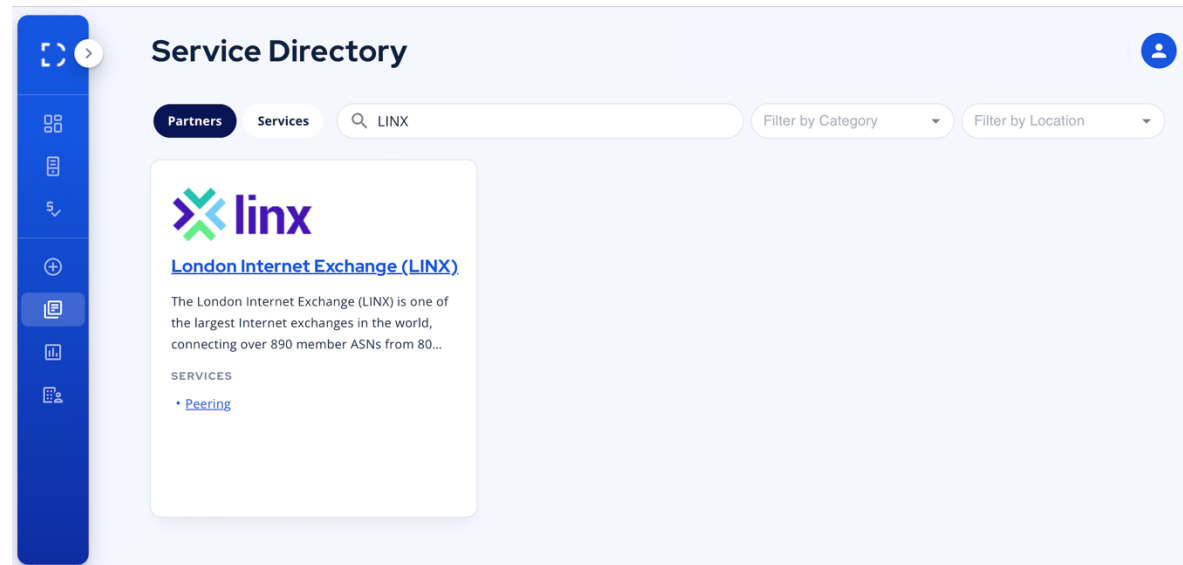 Service Directory
Partners
Services
LINX
Filter by Category
Filter by Location
linx
London Internet Exchange (LINX)
The London Internet Exchange (LINX) is one of
the largest Internet exchanges in the world,
connecting over 890 member ASNs from 80...
SERVICES
• Peering